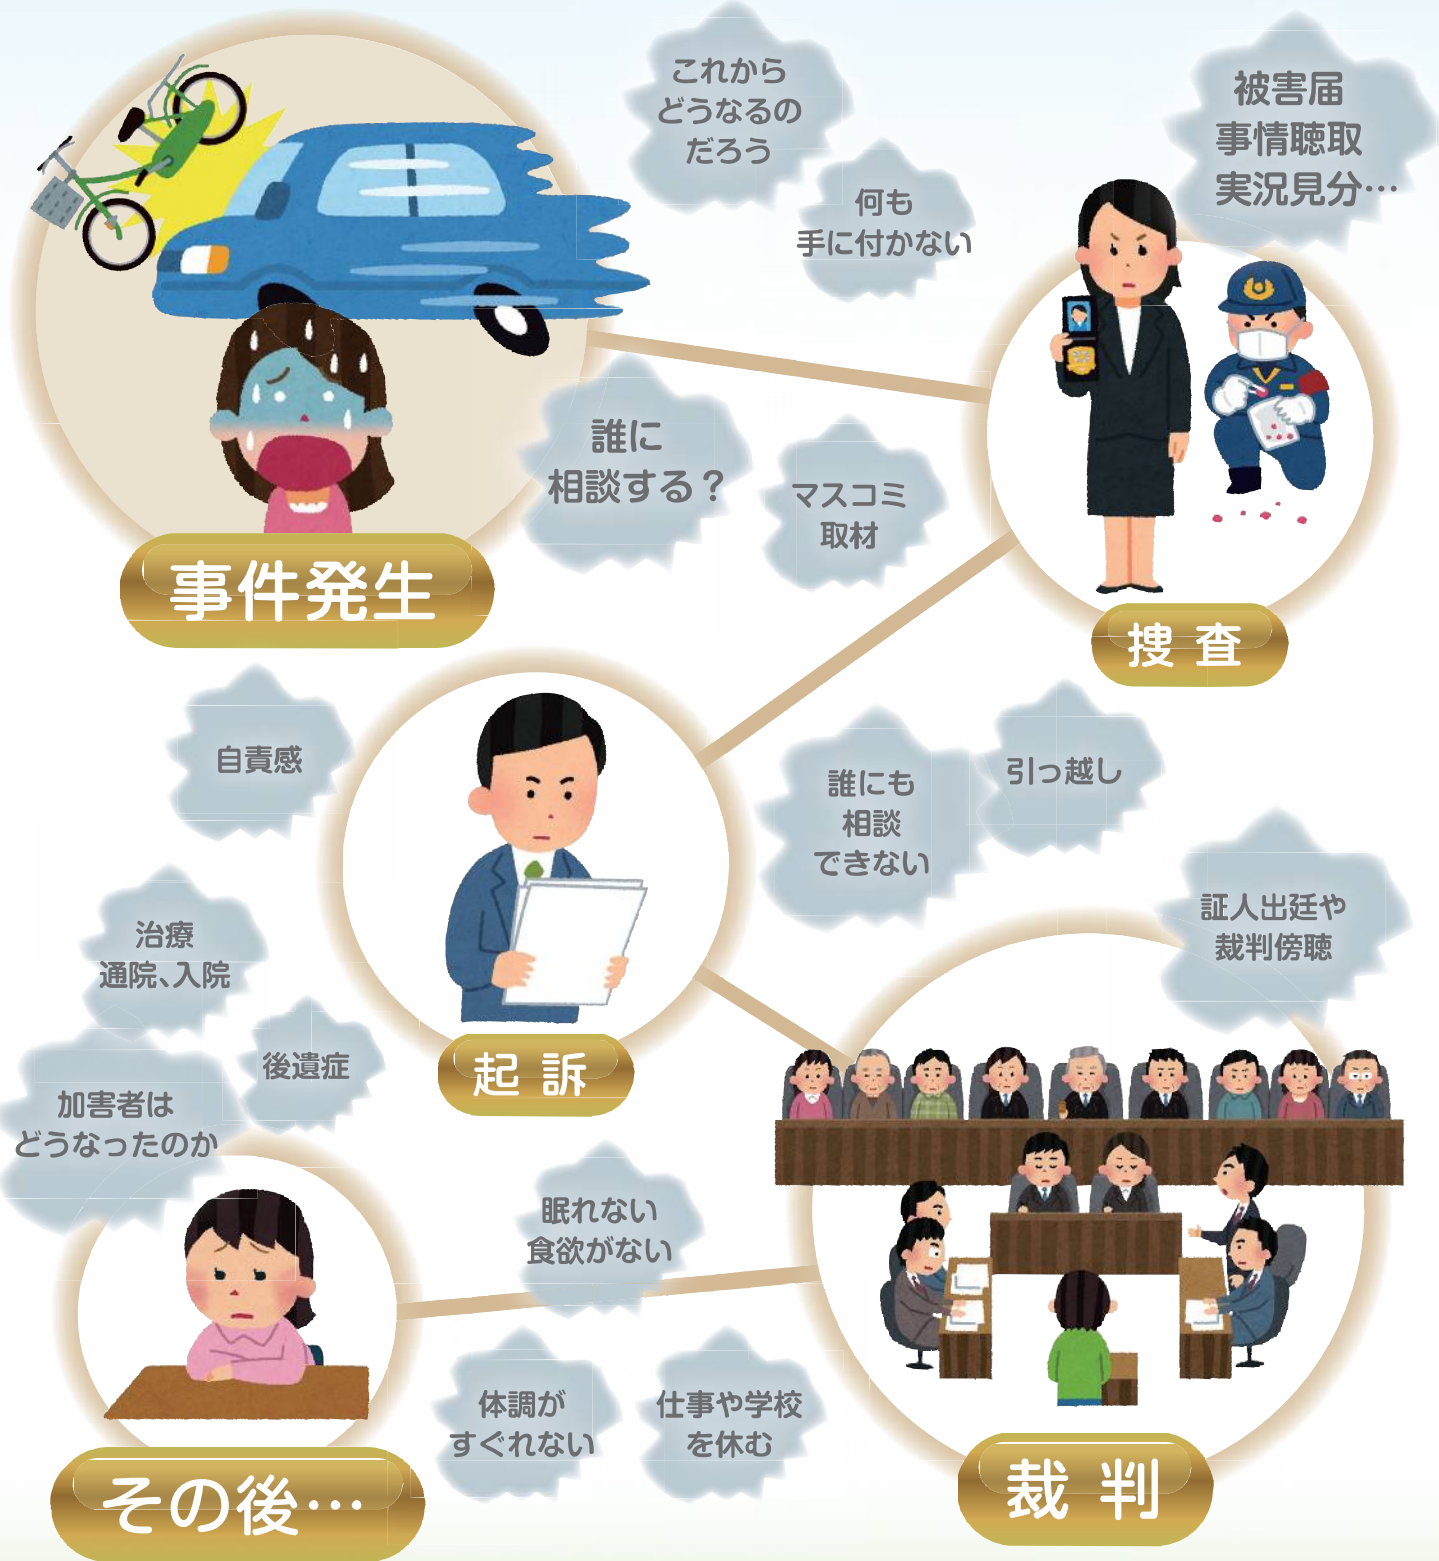 これから
どうなるの
だろう
何も
手に付かない
被害届
事情聴取
実況見分…
誰に
相談する？
マスコミ
取材
事件発生
捜査
自責感
誰にも
相談
できない
引っ越し
治療
通院、入院
後遺症
加害者は
どうなったのか
起訴
証人出廷や
裁判傍聴
眠れない
食欲がない
体調が
すぐれない
仕事や学校
を休む
その後…
裁判